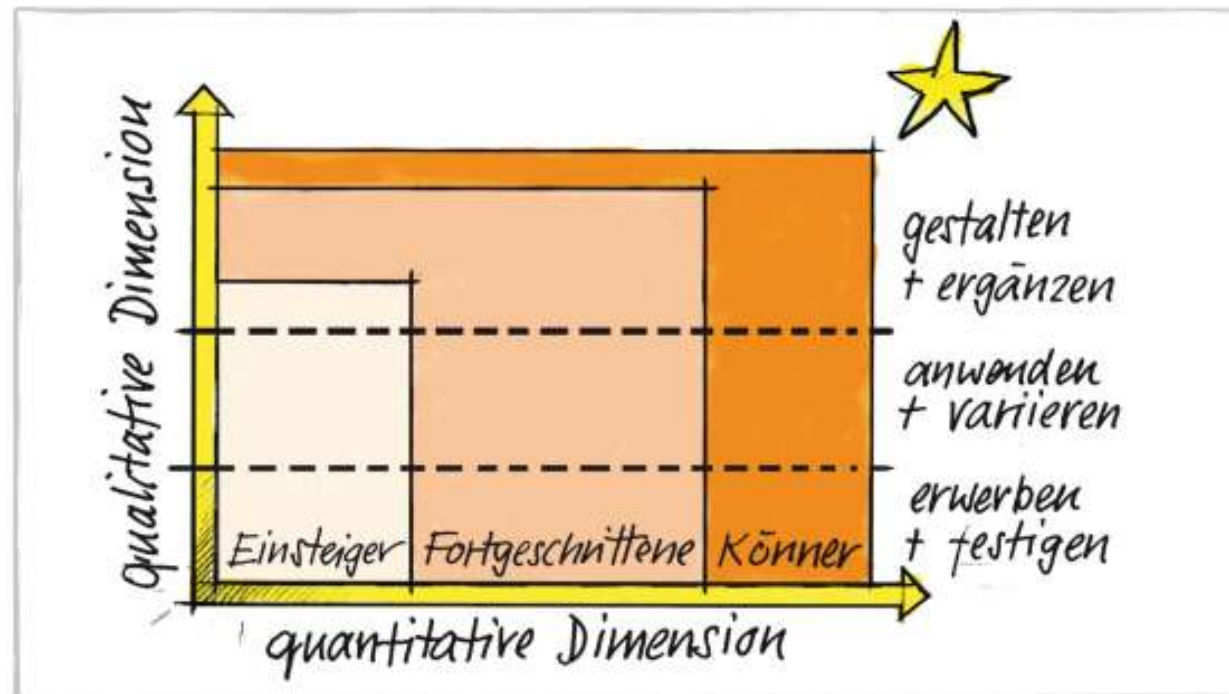 Qualitative Dimension
gestalten
+ ergänzen
anwenden
+ variieren
erwerben
+ festigen
Einsteiger
Fortgeschrittene
Könner
quantitative Dimension